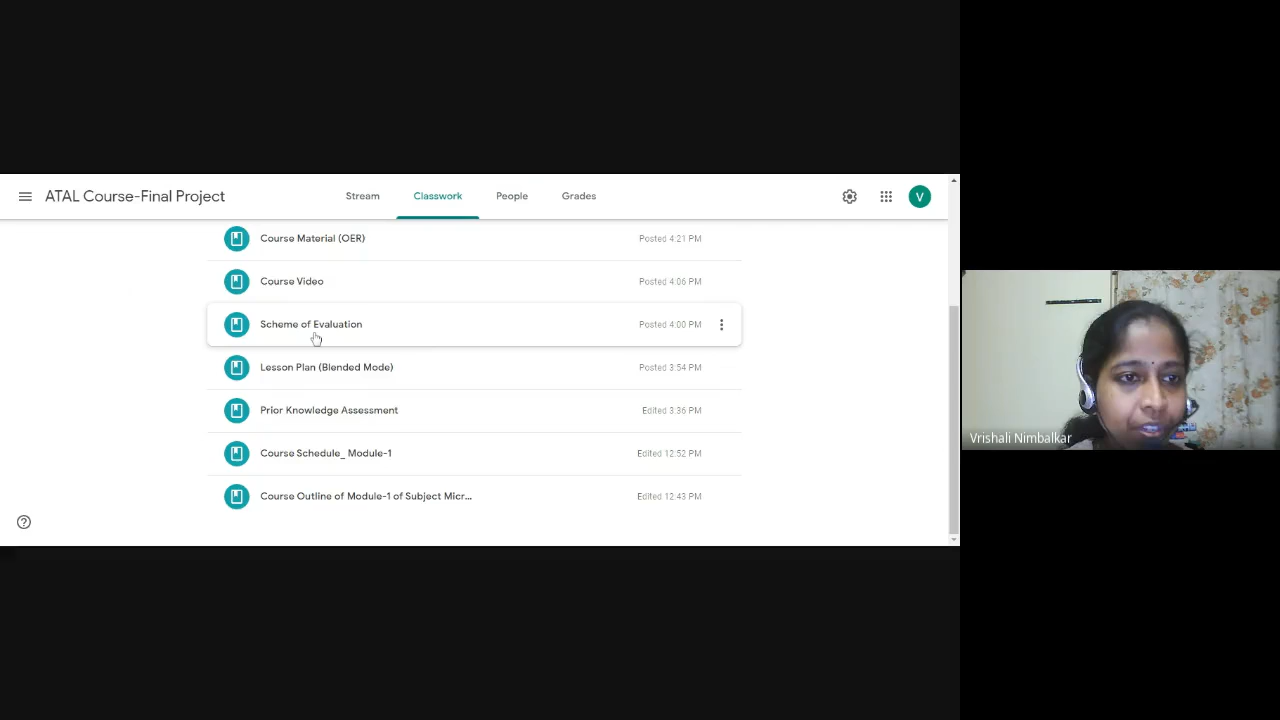 ATAL Course-Final Project
Stream
Classwork
People
Grades
V
Course Material (OER)
Posted 4:21 PM
Course Video
Posted 4:06 PM
Scheme of Evaluation
Posted 4:00 PM
Lesson Plan (Blended Mode)
Posted 3:54 PM
Prior Knowledge Assessment
Edited 3:36 PM
Course Schedule_ Module-1
Edited 12:52 PM
Course Outline of Module-1 of Subject Micr...
Edited 12:43 PM
Vrishali Nimbalkar